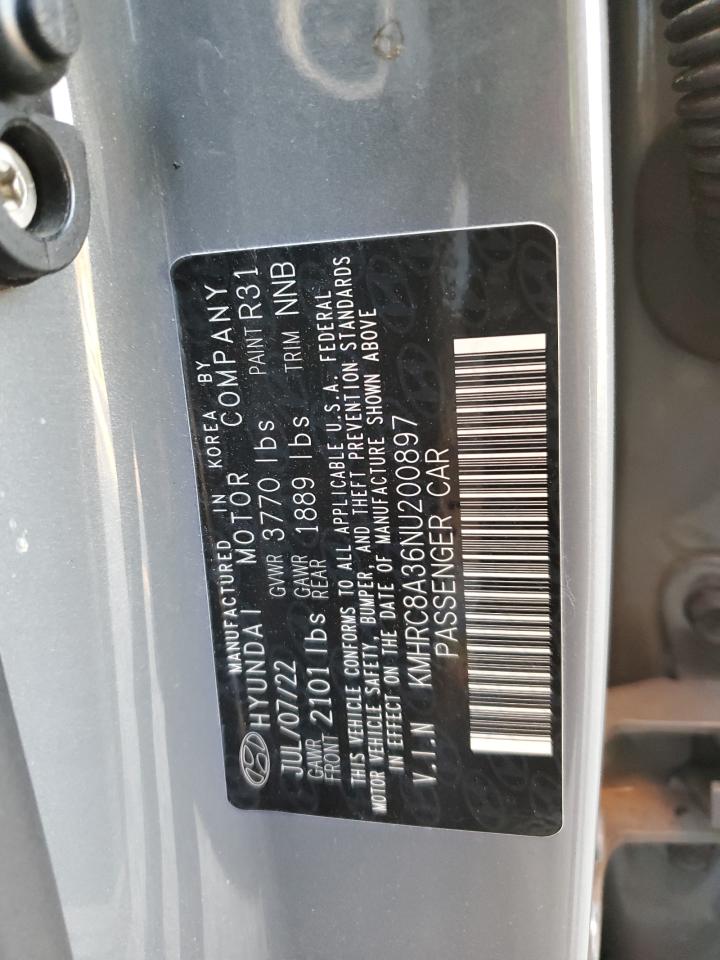 MANUFACTURED IN KOREA BY
HYUNDAI MOTOR COMPANY
JUL/07/22 GVWR 3770 lbs PAINT R31
GAWR FRONT 2101lbs GAWR REAR 1889 lbs TRIM NNB
THIS VEHICLE CONFORMS TO ALL APPLICABLE U.S.A. FEDERAL
MOTOR VEHICLE SAFETY, BUMPER, AND THEFT PREVENTION STANDARDS
IN EFFECT ON THE DATE OF MANUFACTURE SHOWN ABOVE
V.I.N KMHRC8A36NU200897
PASSENGER CAR